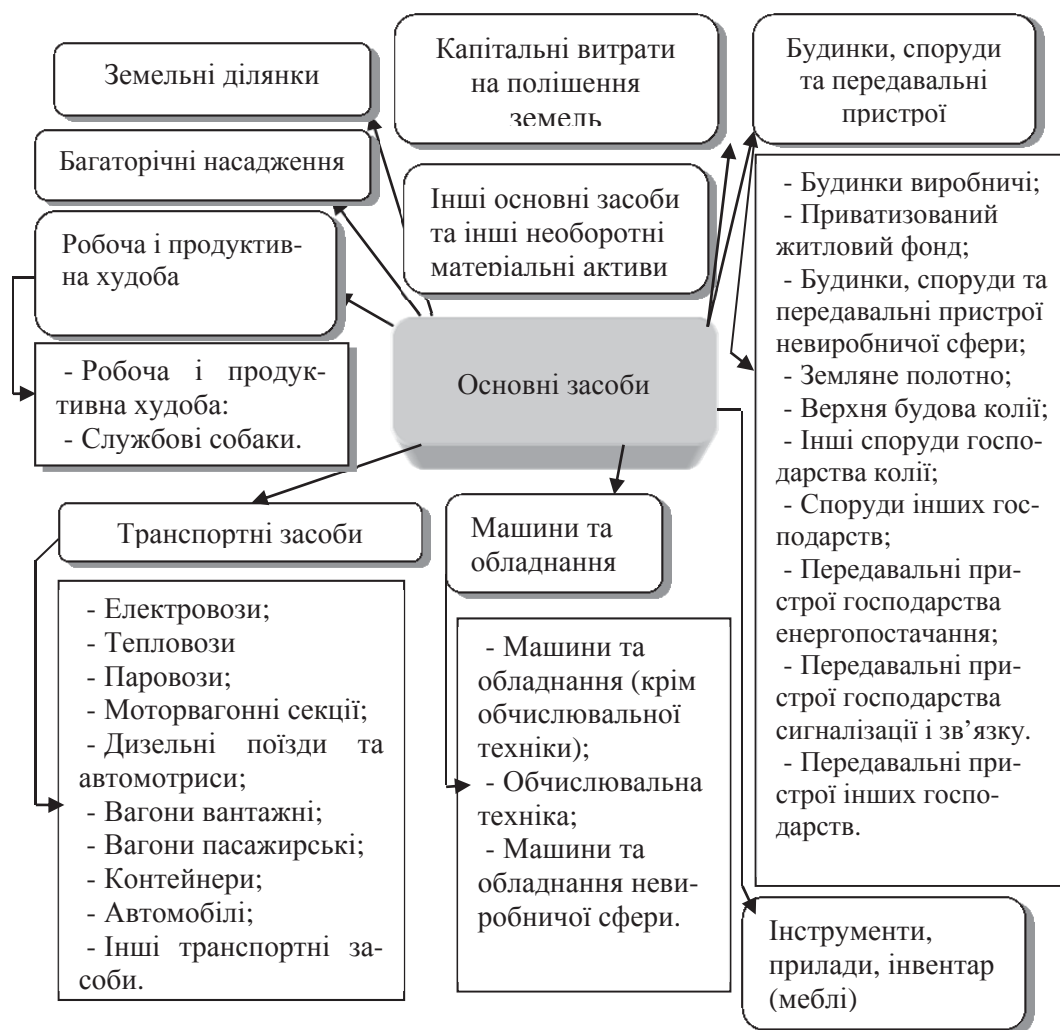 Земельні ділянки
Капітальні витрати
на полішення
земель
Будинки, споруди
та передавальні
пристрої
Багаторічні насадження
Інші основні засоби
та інші необоротні
матеріальні активи
Робоча і продуктив-
на худоба
- Робоча і продук-
тивна худоба:
- Службові собаки.
Основні засоби
- Будинки виробничі;
- Приватизований
житловий фонд;
- Будинки, споруди та
передавальні пристрої
невиробничої сфери;
- Земляне полотно;
- Верхня будова колії;
- Інші споруди госпо-
дарства колії;
- Споруди інших гос-
подарств;
- Передавальні при-
строї господарства
енергопостачання;
- Передавальні при-
строї господарства
сигналізації і зв’язку.
- Передавальні при-
строї інших госпо-
дарств.
Транспортні засоби
- Електровози;
- Тепловози
- Паровози;
- Моторвагонні секції;
- Дизельні поїзди та
автомотриси;
- Вагони вантажні;
- Вагони пасажирські;
- Контейнери;
- Автомобілі;
- Інші транспортні за-
соби.
Машини та
обладнання
- Машини та
обладнання (крім
обчислювальної
техніки);
- Обчислювальна
техніка;
- Машини та
обладнання неви-
робничої сфери.
Інструменти,
прилади, інвентар
(меблі)